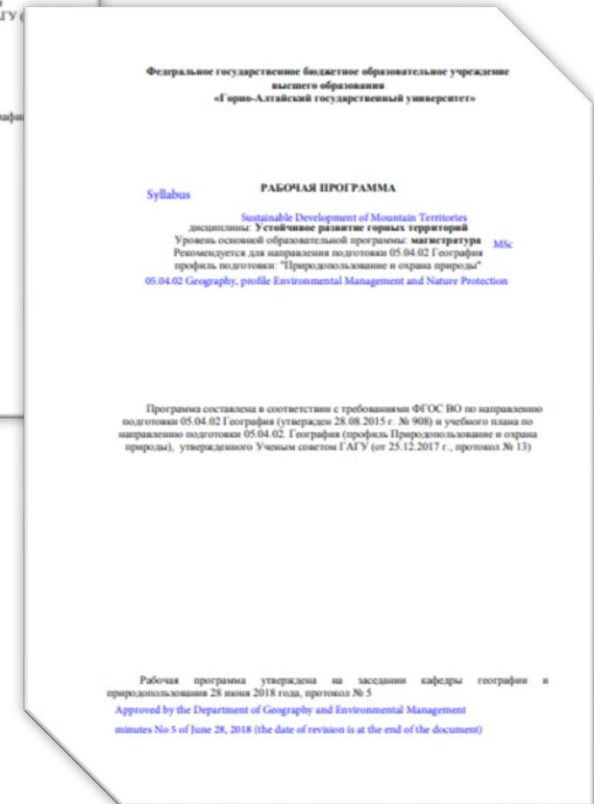 ГУ (
Федеральное государственное бюджетное образовательное учреждение
высшего образования
«Горно-Алтайский государственный университет»
Syllabus
РАБОЧАЯ ПРОГРАММА
Sustainable Development of Mountain Territories
дисциплины: Устойчивое развитие горных территорий
Уровень основной образовательной программы: магистратура
MSc
Рекомендуется для направления подготовки 05.04.02 География
профиль подготовки: "Природопользование и охрана природы"
05.04.02 Geography, profile Environmental Management and Nature Protection
Программа составлена в соответствии с требованиями ФГОС ВО по направлению
подготовки 05.04.02 География (утвержден 28.08.2015 г. № 908) и учебного плана по
направлению подготовки 05.04.02. География (профиль Природопользование и охрана
природы), утвержденного Ученым советом ГАГУ (от 25.12.2017 г., протокол № 13)
Рабочая программа утверждена на заседании кафедры географии и
природопользования 28 июня 2018 года, протокол № 5
Approved by the Department of Geography and Environmental Management
minutes No 5 of June 28, 2018 (the date of revision is at the end of the document)